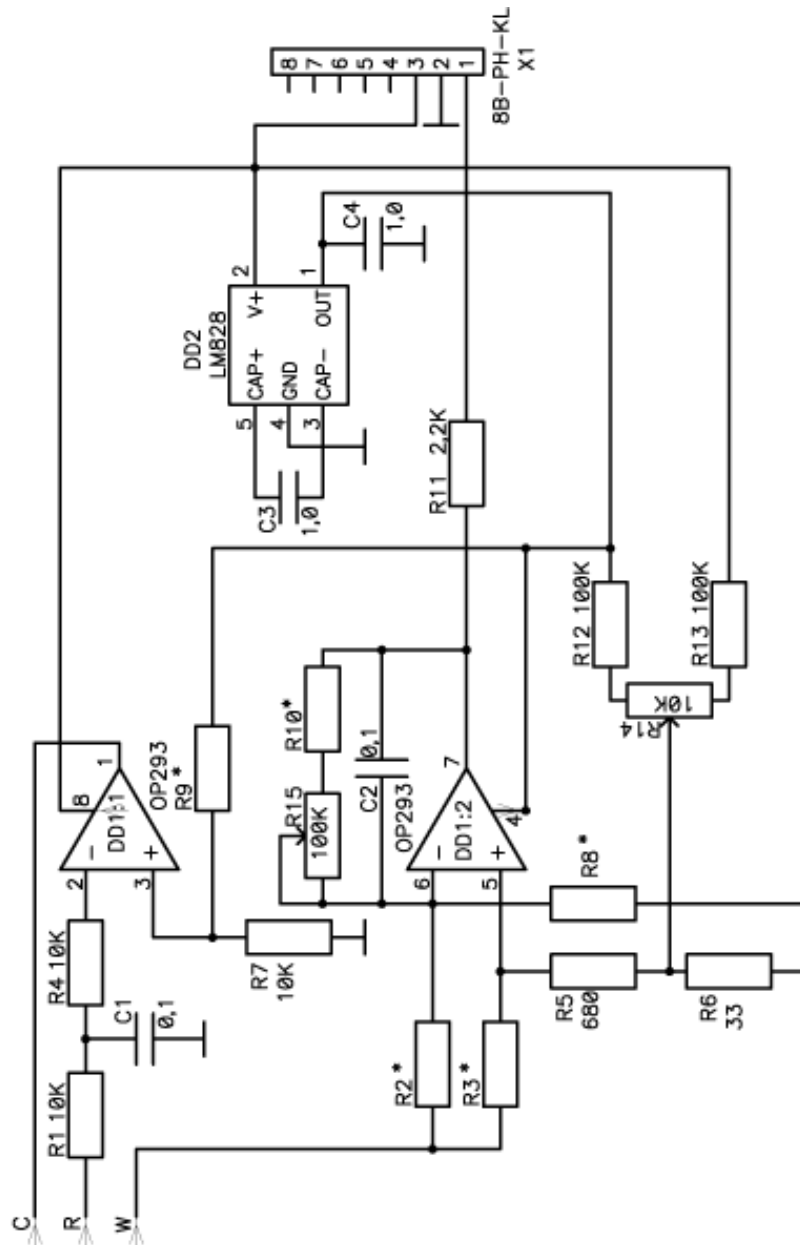 8
7
6
5
4
3
2
1
8B-PH-KL
X1
C4
1,0
2
1
V+
OUT
DD2
LM828
CAP+
GND
CAP-
5
4
3
C3
1,0
R11 2,2K
R12 100K
R13 100K
10K
R14
R10*
0,1
C2
R15
100K
OP293
7
DD1:2
4
-
+
6
5
1
OP293
R9*
8
DD1:1
-
+
2
3
R8*
R4 10K
R7
10K
C1
0,1
R5
680
R6
33
R2*
R3*
R1 10K
C
R
W